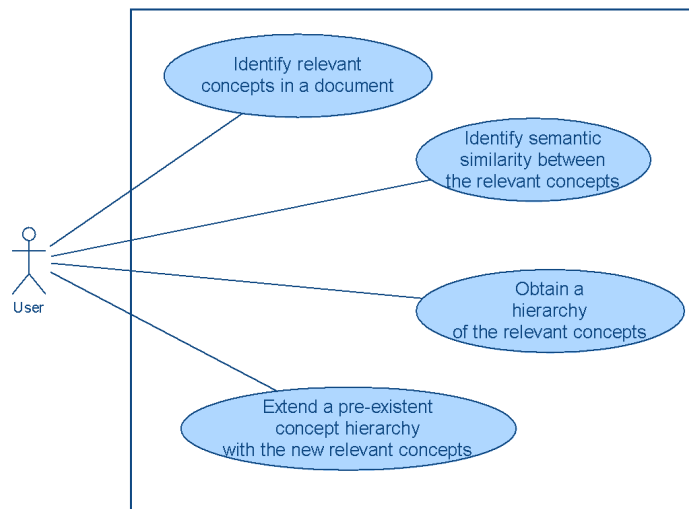 Identify relevant
concepts in a document
Identify semantic
similarity between
the relevant concepts
User
Obtain a
hierarchy
of the relevant concepts
Extend a pre-existent
concept hierarchy
with the new relevant concepts